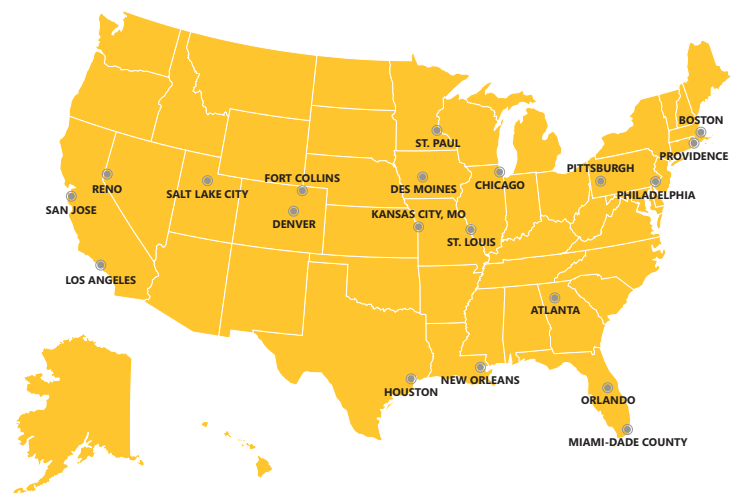 BOSTON
ST. PAUL
PROVIDENCE
PITTSBURGH
FORT COLLINS
CHICAGO
RENO
DES MOINES
SALT LAKE CITY
PHILADELPHIA
SAN JOSE
KANSAS CITY, MO
DENVER
ST. LOUIS
LOS ANGELES
ATLANTA
NEW ORLEANS
HOUSTON
ORLANDO
MIAMI-DADE COUNTY